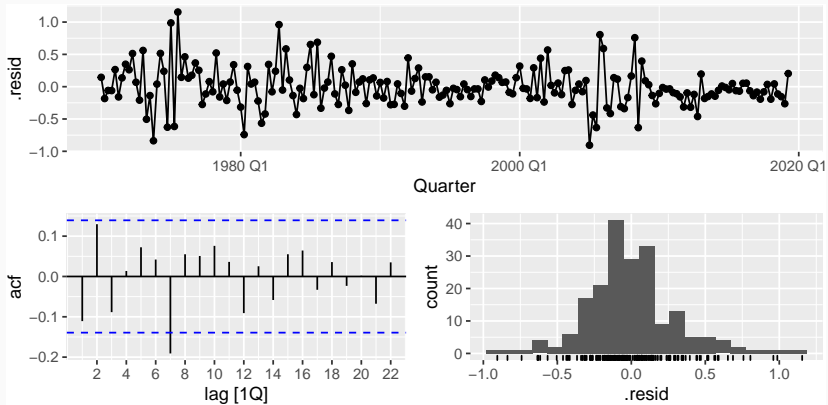 1.0
0.5
0.0
−0.5
−1.0
.resid
1980 Q1
2000 Q1
2020 Q1
Quarter
0.1
0.0
−0.1
−0.2
acf
2 4 6 8 10 12 14 16 18 20 22
lag [1Q]
40
30
20
10
0
count
−1.0 −0.5 0.0 0.5 1.0
.resid